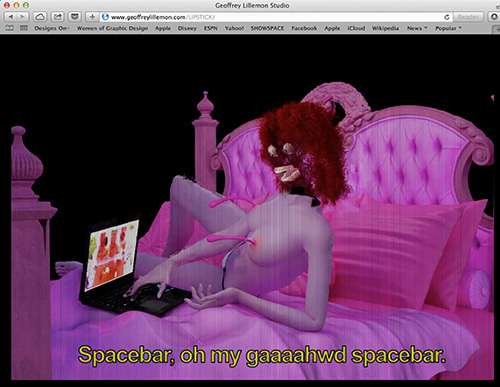 Geoffrey Lillemon Studio
www.geoffreylillemon.com/LIPSTICK/
Reader
Designs On- Women of Graphic Design Apple Disney ESPN Yahoo! SHOWSPACE Facebook Apple iCloud Wikipedia News Popular
Spacebar, oh my gaaaahwd spacebar.